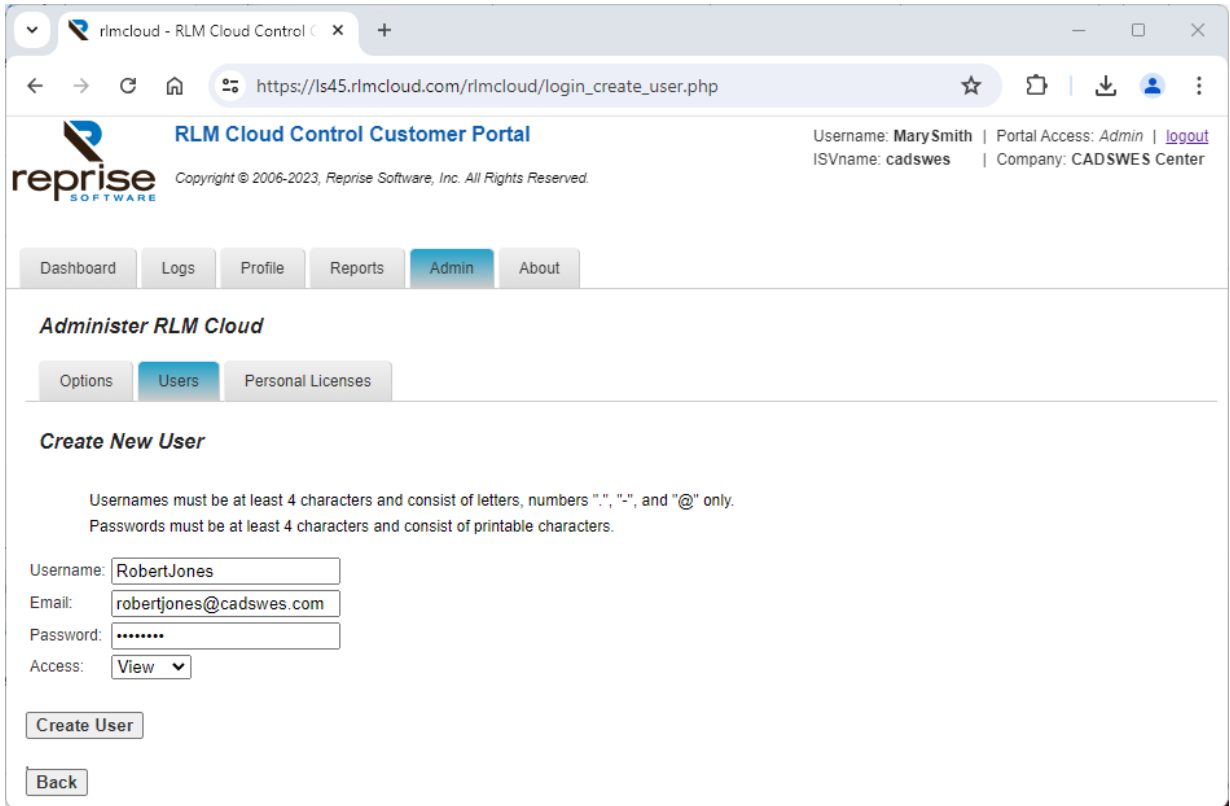 rlmcloud - RLM Cloud Control C
https://ls45.rlmcloud.com/rlmcloud/login_create_user.php
reprise
SOFTWARE
RLM Cloud Control Customer Portal
Copyright © 2006-2023, Reprise Software, Inc. All Rights Reserved.
Username: MarySmith | Portal Access: Admin | logout
ISVname: cadswes | Company: CADSWES Center
Dashboard Logs Profile Reports Admin About
Administer RLM Cloud
Options Users Personal Licenses
Create New User
Usernames must be at least 4 characters and consist of letters, numbers ".", "-", and "@" only.
Passwords must be at least 4 characters and consist of printable characters.
Username: RobertJones
Email: robertjones@cadswes.com
Password: ••••••••
Access: View
Create User
Back